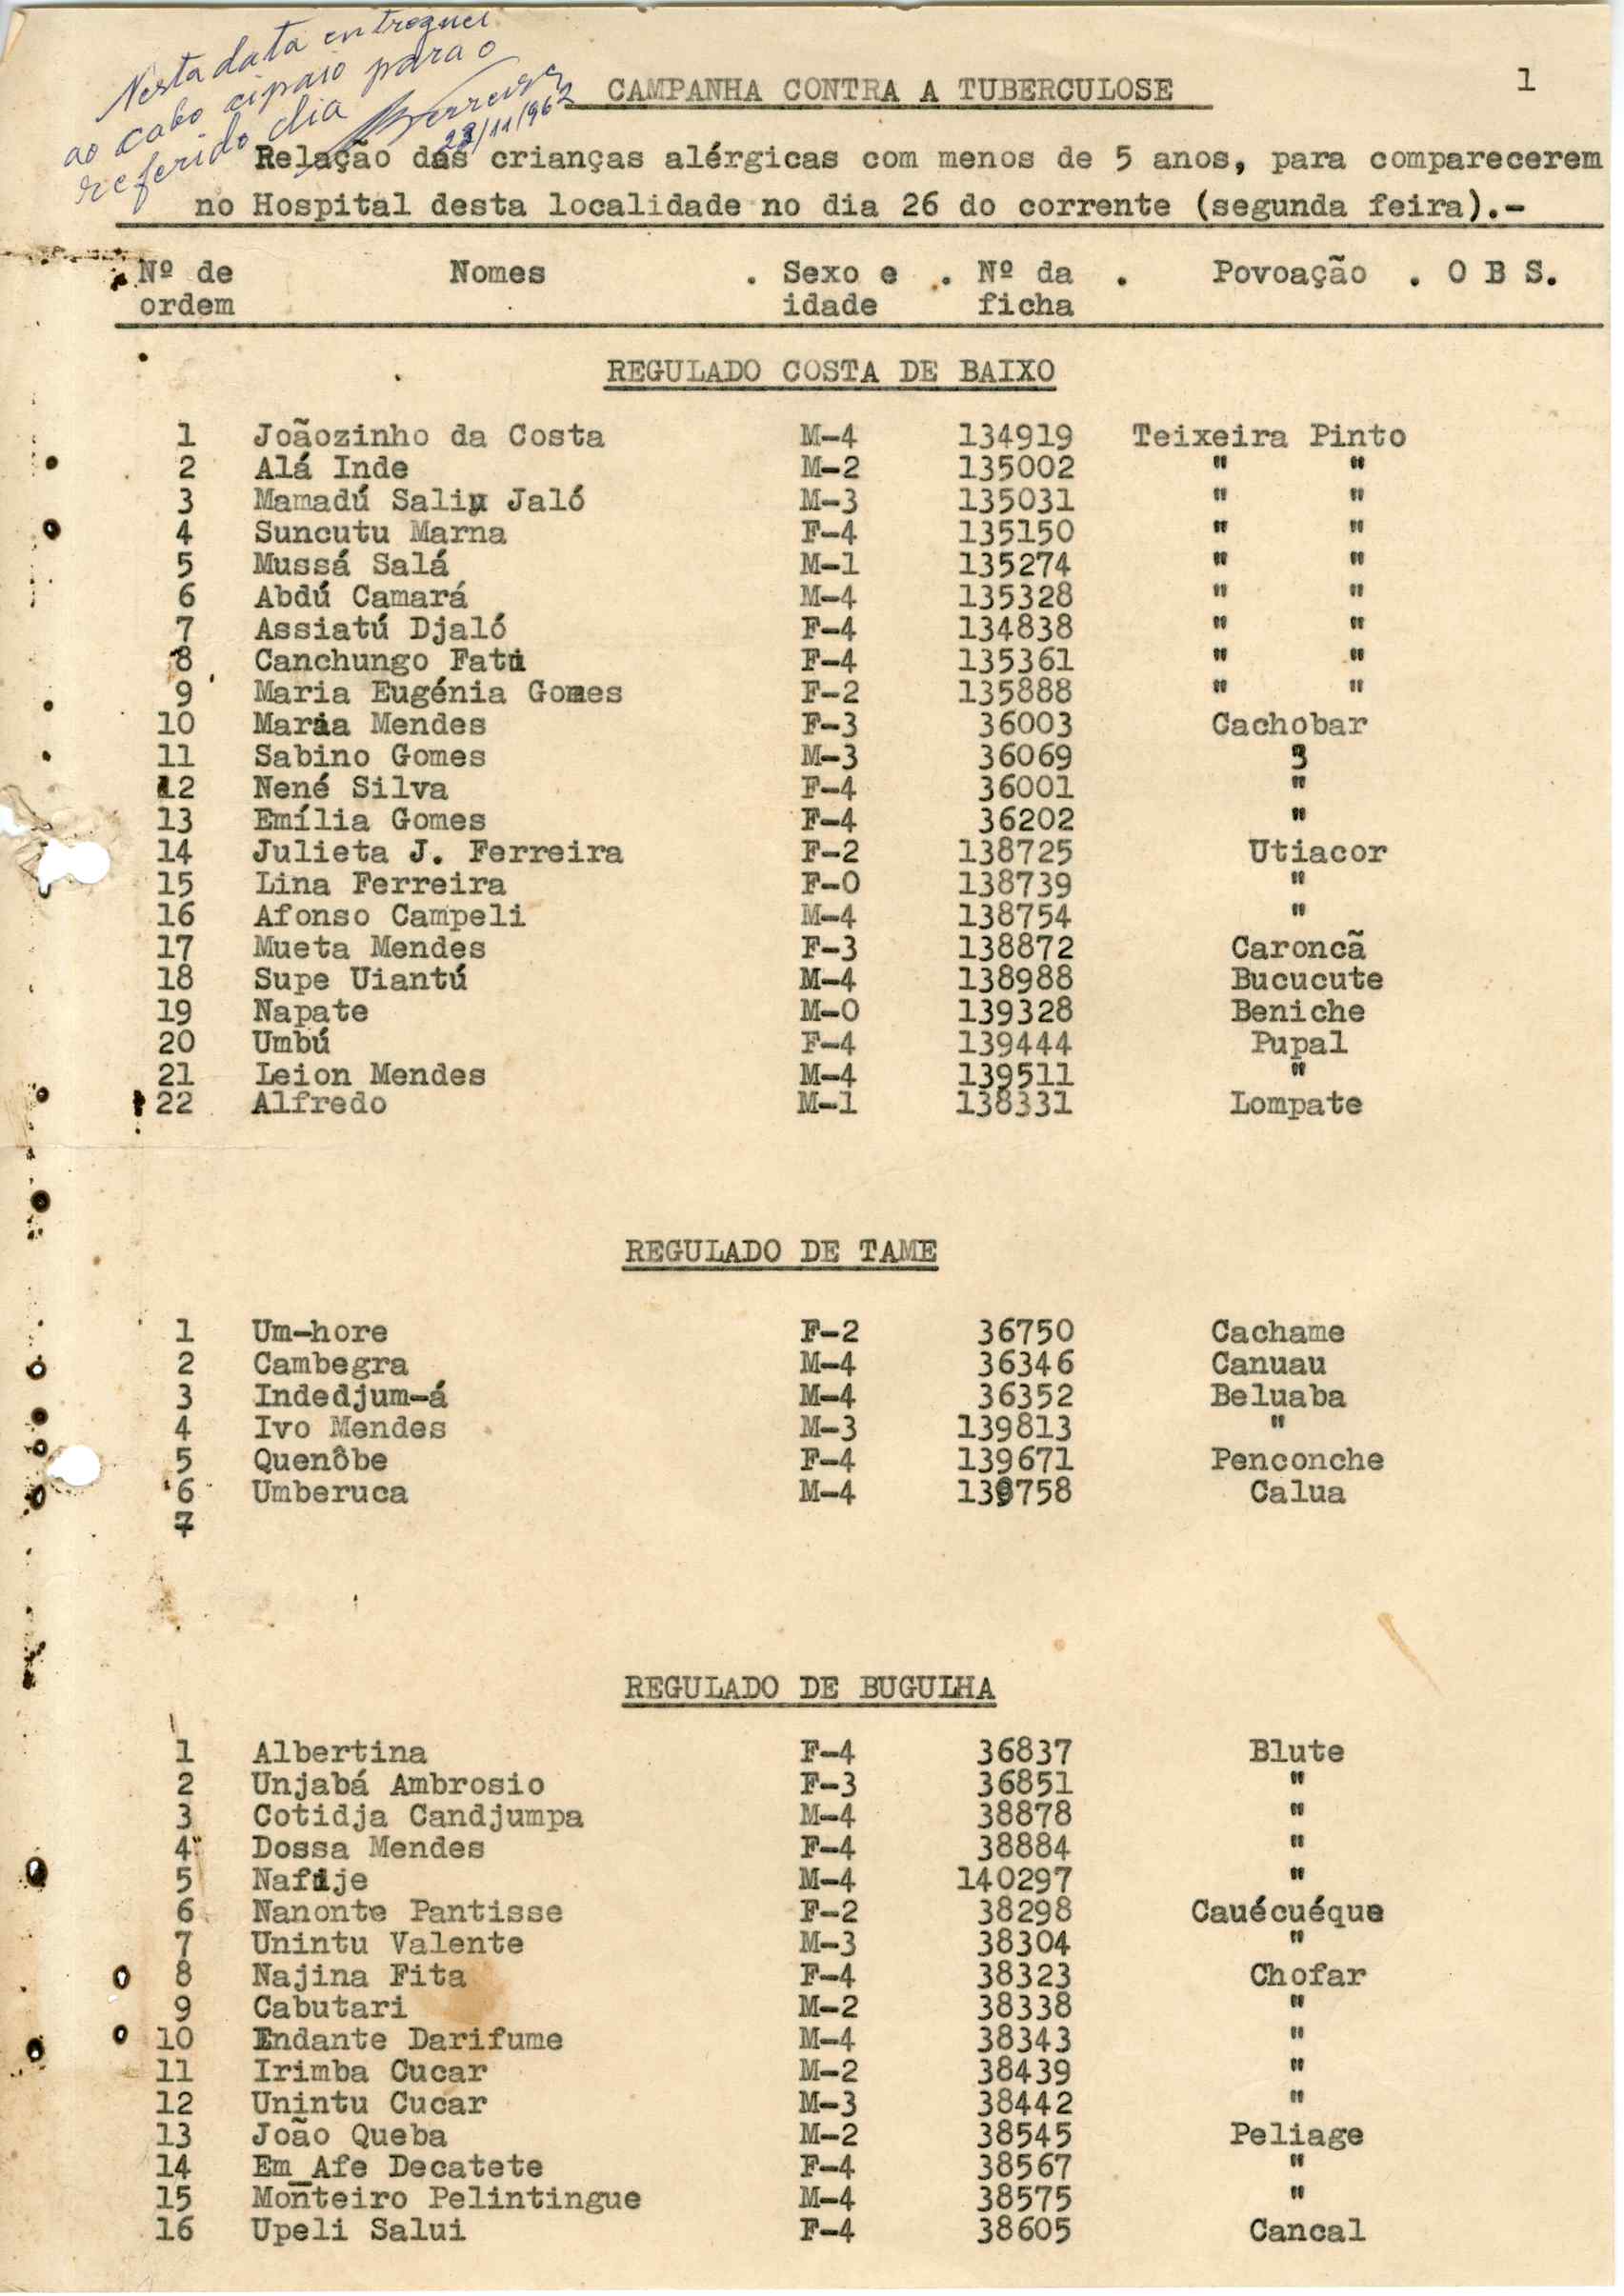 Nesta data entreguei
ao cabo cipaio para o
referido dia
Ferreira
23/11/1962
CAMPANHA CONTRA A TUBERCULOSE 1
Relação das crianças alérgicas com menos de 5 anos, para comparecerem
no Hospital desta localidade no dia 26 do corrente (segunda feira).-
Nº de Nomes . Sexo e . Nº da . Povoação . O B S.
ordem idade ficha
REGULADO COSTA DE BAIXO
1 Joãozinho da Costa M-4 134919 Teixeira Pinto
2 Alá Inde M-2 135002 " "
3 Mamadú Saliu Jaló M-3 135031 " "
4 Suncutu Marna F-4 135150 " "
5 Mussá Salá M-1 135274 " "
6 Abdú Camará M-4 135328 " "
7 Assiatú Djaló F-4 134838 " "
8 Canchungo Fati F-4 135361 " "
9 Maria Eugénia Gomes F-2 135888 " "
10 Maria Mendes F-3 36003 Cachobar
11 Sabino Gomes M-3 36069 "
12 Nené Silva F-4 36001 "
13 Emília Gomes F-4 36202 "
14 Julieta J. Ferreira F-2 138725 Utiacor
15 Lina Ferreira F-0 138739 "
16 Afonso Campeli M-4 138754 "
17 Mueta Mendes F-3 138872 Caroncã
18 Supe Uiantú M-4 138988 Bucucute
19 Napate M-0 139328 Beniche
20 Umbú F-4 139444 Pupal
21 Leion Mendes M-4 139511 "
22 Alfredo M-1 138331 Lompate
REGULADO DE TAME
1 Um-hore F-2 36750 Cachame
2 Cambegra M-4 36346 Canuau
3 Indedjum-á M-4 36352 Beluaba
4 Ivo Mendes M-3 139813 "
5 Quenôbe F-4 139671 Penconche
6 Umberuca M-4 139758 Calua
7
REGULADO DE BUGULHA
1 Albertina F-4 36837 Blute
2 Unjabá Ambrosio F-3 36851 "
3 Cotidja Candjumpa M-4 38878 "
4 Dossa Mendes F-4 38884 "
5 Nafije M-4 140297 "
6 Nanonte Pantisse F-2 38298 Cauécuéque
7 Unintu Valente M-3 38304 "
8 Najina Fita F-4 38323 Chofar
9 Cabutari M-2 38338 "
10 Endante Darifume M-4 38343 "
11 Irimba Cucar M-2 38439 "
12 Unintu Cucar M-3 38442 "
13 João Queba M-2 38545 Peliage
14 Em_Afe Decatete F-4 38567 "
15 Monteiro Pelintingue M-4 38575 "
16 Upeli Salui F-4 38605 Cancal